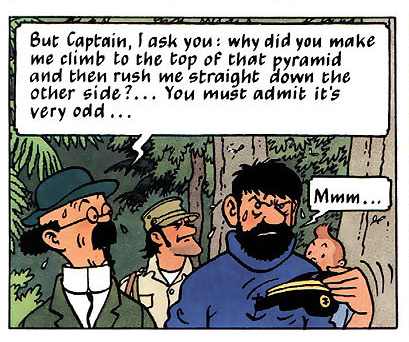 But Captain, I ask you : why did you make
me climb to the top of that pyramid
and then rush me straight down the
other side?... You must admit it's
very odd...
Mmm...